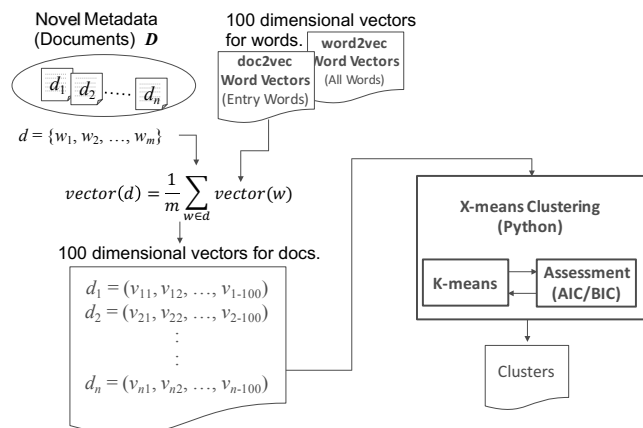 Novel Metadata
(Documents) D
d1
d2
.....
dn
d = {w1, w2, …, wm}
100 dimensional vectors
for words.
word2vec
Word Vectors
(All Words)
doc2vec
Word Vectors
(Entry Words)
vector(d) = 1/m ∑ w∈d vector(w)
100 dimensional vectors for docs.
d1 = (v11, v12, …, v1-100)
d2 = (v21, v22, …, v2-100)
:
:
dn = (vn1, vn2, …, vn-100)
X-means Clustering
(Python)
K-means
Assessment
(AIC/BIC)
Clusters